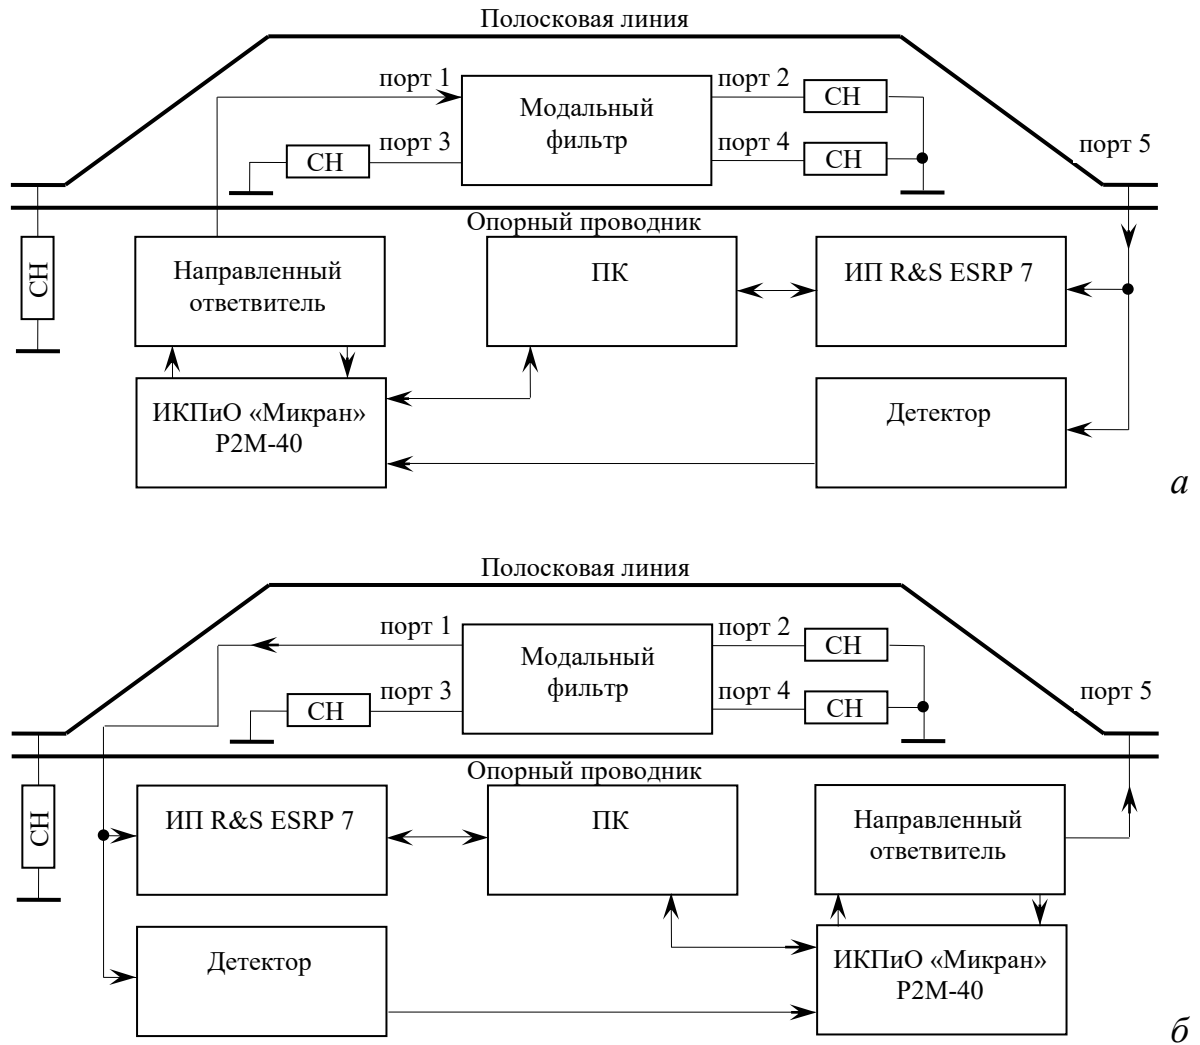 Полосковая линия
порт 1
порт 2
СН
Модальный
фильтр
порт 3
СН
порт 4
СН
порт 5
Опорный проводник
СН
Направленный
ответвитель
ПК
ИП R&S ESRP 7
ИКПиО «Микран»
Р2М-40
Детектор
а
Полосковая линия
порт 1
порт 2
СН
Модальный
фильтр
порт 3
СН
порт 4
СН
порт 5
Опорный проводник
СН
ИП R&S ESRP 7
ПК
Направленный
ответвитель
Детектор
ИКПиО «Микран»
Р2М-40
б